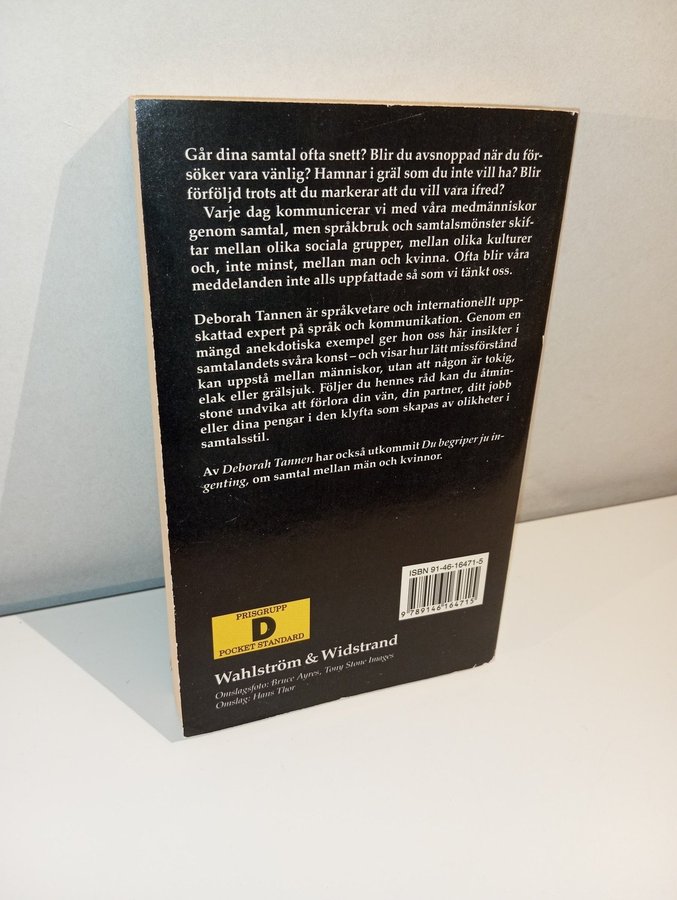 Går dina samtal ofta snett? Blir du avsnoppad när du för-
söker vara vänlig? Hamnar i gräl som du inte vill ha? Blir
förföljd trots att du markerar att du vill vara ifred?
Varje dag kommunicerar vi med våra medmänniskor
genom samtal, men språkbruk och samtalsmönster skif-
tar mellan olika sociala grupper, mellan olika kulturer
och, inte minst, mellan man och kvinna. Ofta blir våra
meddelanden inte alls uppfattade så som vi tänkt oss.
Deborah Tannen är språkvetare och internationellt upp-
skattad expert på språk och kommunikation. Genom en
mängd anekdotiska exempel ger hon oss här insikter i
samtalandets svåra konst – och visar hur lätt missförstånd
kan uppstå mellan människor, utan att någon är tokig,
elak eller grälsjuk. Följer du hennes råd kan du åtmin-
stone undvika att förlora din vän, din partner, ditt jobb
eller dina pengar i den klyfta som skapas av olikheter i
samtalsstil.
Av Deborah Tannen har också utkommit Du begriper ju in-
genting, om samtal mellan män och kvinnor.
ISBN 91-46-16471-5
9 789146 164715
PRISGRUPP
D
POCKET STANDARD
Wahlström & Widstrand
Omslagsfoto: Bruce Ayres, Tony Stone Images
Omslag: Hans Thor